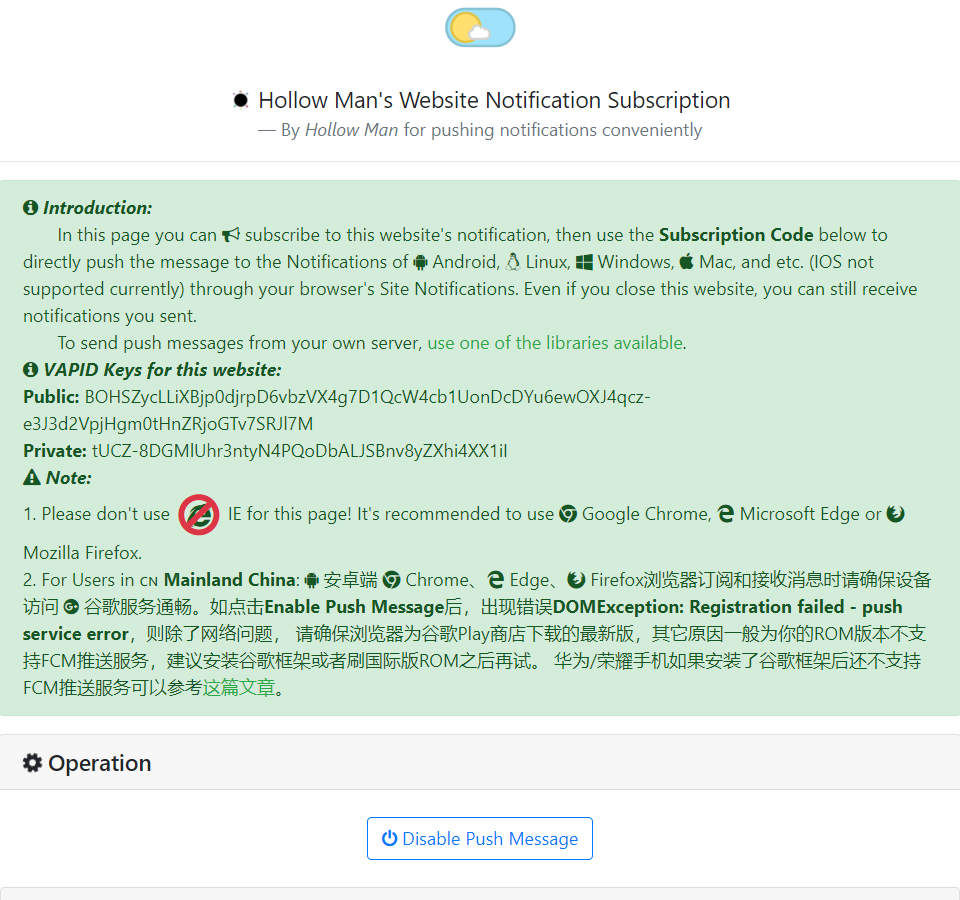 Hollow Man's Website Notification Subscription
— By Hollow Man for pushing notifications conveniently
Introduction:
In this page you can subscribe to this website's notification, then use the Subscription Code below to
directly push the message to the Notifications of Android, Linux, Windows, Mac, and etc. (IOS not
supported currently) through your browser's Site Notifications. Even if you close this website, you can still receive
notifications you sent.
To send push messages from your own server, use one of the libraries available.
VAPID Keys for this website:
Public: BOHSZycLLiXBjp0djrpD6vbzVX4g7D1QcW4cb1UonDcDYu6ewOXJ4qcz-
e3J3d2VpjHgm0tHnZRjoGTv7SRJl7M
Private: tUCZ-8DGMlUhr3ntyN4PQoDbALJSBnv8yZXhi4XX1iI
Note:
1. Please don't use IE for this page! It's recommended to use Google Chrome, Microsoft Edge or
Mozilla Firefox.
2. For Users in CN Mainland China: 安卓端 Chrome、 Edge、 Firefox浏览器订阅和接收消息时请确保设备
访问 谷歌服务通畅。如点击Enable Push Message后，出现错误DOMException: Registration failed - push
service error，则除了网络问题， 请确保浏览器为谷歌Play商店下载的最新版，其它原因一般为你的ROM版本不支
持FCM推送服务，建议安装谷歌框架或者刷国际版ROM之后再试。 华为/荣耀手机如果安装了谷歌框架后还不支持
FCM推送服务可以参考这篇文章。
Operation
Disable Push Message